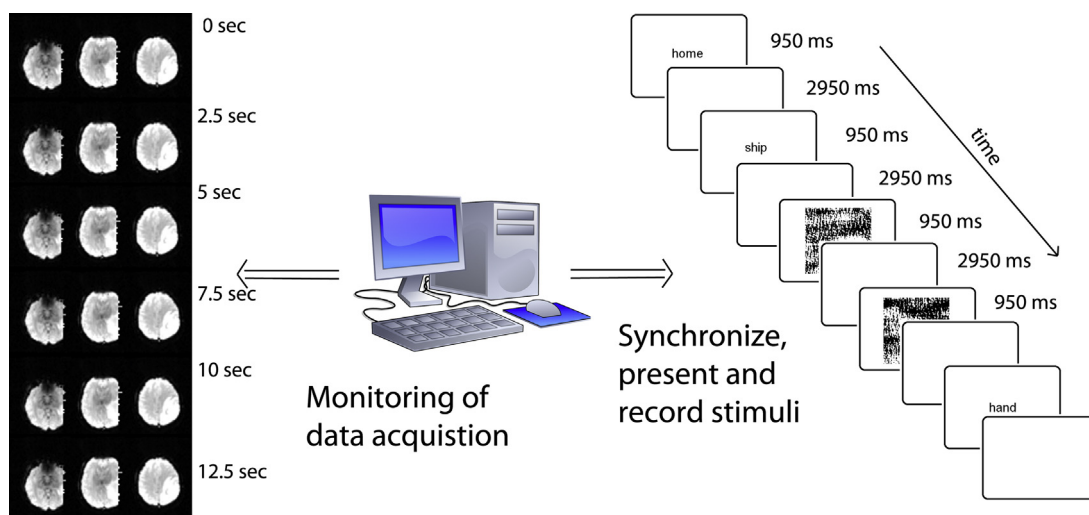 0 sec
2.5 sec
5 sec
7.5 sec
10 sec
12.5 sec
Monitoring of
data acquistion
Synchronize,
present and
record stimuli
home
950 ms
2950 ms
ship
950 ms
2950 ms
950 ms
2950 ms
950 ms
hand
time